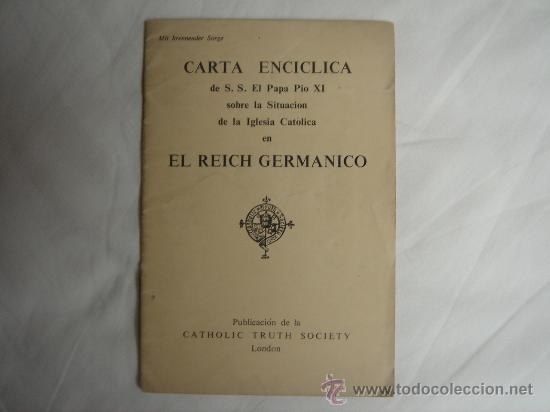 Mit brennender Sorge
CARTA ENCICLICA
de S. S. El Papa Pio XI
sobre la Situacion
de la Iglesia Catolica
en
EL REICH GERMANICO
Publicación de la
CATHOLIC TRUTH SOCIETY
London
www.todocoleccion.net